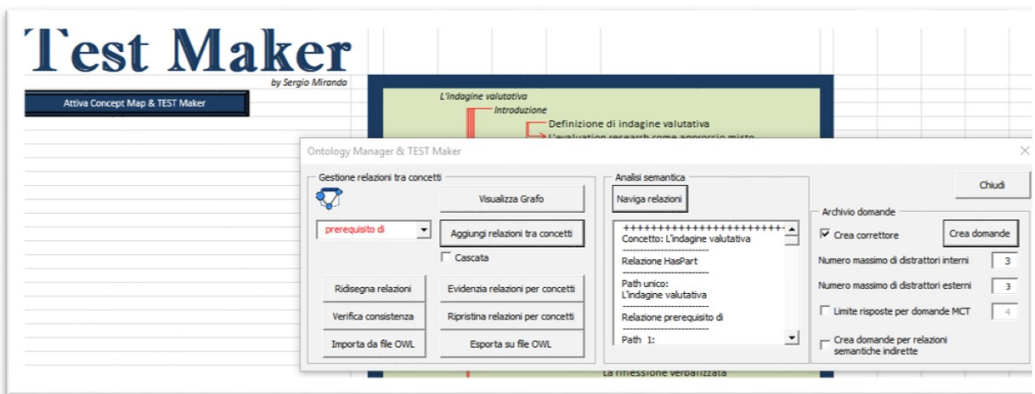 Test Maker
by Sergio Miranda
Attiva Concept Map & TEST Maker
L'indagine valutativa
Introduzione
Definizione di indagine valutativa
L'evaluation research come approccio misto
Ontology Manager & TEST Maker
Gestione relazioni tra concetti
Visualizza Grafo
prerequisito di
Aggiungi relazioni tra concetti
Cascata
Ridisegna relazioni
Evidenzia relazioni per concetti
Verifica consistenza
Ripristina relazioni per concetti
Importa da file OWL
Esporta su file OWL
Analisi semantica
Naviga relazioni
++++++++++++++++++++++++++
Concetto: L'indagine valutativa
-------------------------
Relazione HasPart
-------------------------
Path unico:
L'indagine valutativa
-------------------------
Relazione prerequisito di
-------------------------
Path 1:
Chiudi
Archivio domande
Crea correttore
Crea domande
Numero massimo di distrattori interni 3
Numero massimo di distrattori esterni 3
Limite risposte per domande MCT 4
Crea domande per relazioni
semantiche indirette
La riflessione verbalizzata